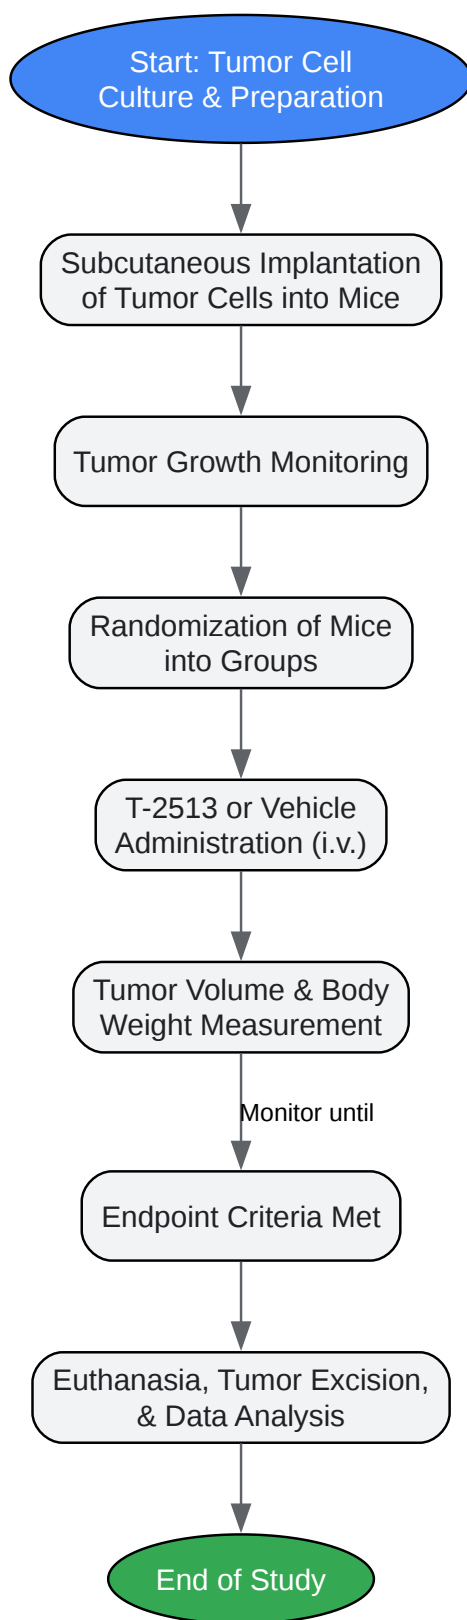 Start: Tumor Cell
Culture & Preparation
Subcutaneous Implantation
of Tumor Cells into Mice
Tumor Growth Monitoring
Randomization of Mice
into Groups
T-2513 or Vehicle
Administration (i.v.)
Tumor Volume & Body
Weight Measurement
Monitor until
Endpoint Criteria Met
Euthanasia, Tumor Excision,
& Data Analysis
End of Study